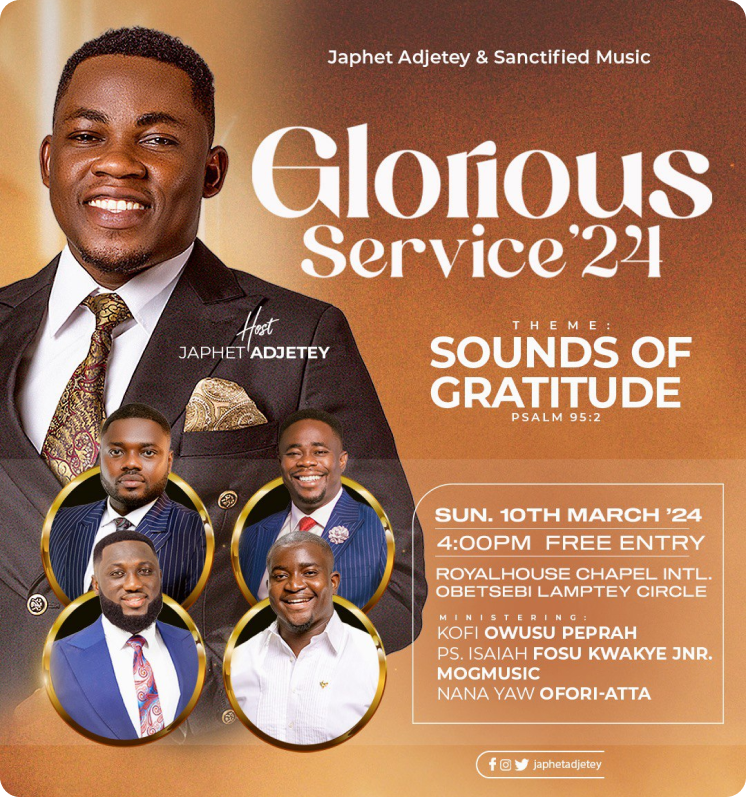 Japhet Adjetey & Sanctified Music
Glorious
Service'24
Host
JAPHET ADJETEY
THEME:
SOUNDS OF
GRATITUDE
PSALM 95:2
SUN. 10TH MARCH '24
4:00PM FREE ENTRY
ROYALHOUSE CHAPEL INTL.
OBETSEBI LAMPTEY CIRCLE
MINISTERING:
KOFI OWUSU PEPRAH
PS. ISAIAH FOSU KWAKYE JNR.
MOGMUSIC
NANA YAW OFORI-ATTA
japhetadjetey